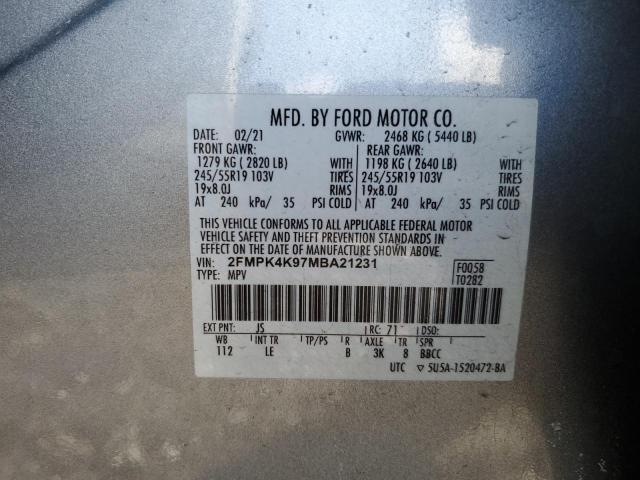 MFD. BY FORD MOTOR CO.
DATE: 02/21 GVWR: 2468 KG ( 5440 LB)
FRONT GAWR: REAR GAWR:
1279 KG ( 2820 LB) WITH 1198 KG ( 2640 LB) WITH
245/55R19 103V TIRES 245/55R19 103V TIRES
19x8.0J RIMS 19x8.0J RIMS
AT 240 kPa/ 35 PSI COLD AT 240 kPa/ 35 PSI COLD
THIS VEHICLE CONFORMS TO ALL APPLICABLE FEDERAL MOTOR
VEHICLE SAFETY AND THEFT PREVENTION STANDARDS IN
EFFECT ON THE DATE OF MANUFACTURE SHOWN ABOVE.
VIN: 2FMPK4K97MBA21231 F0058
TYPE: MPV T0282
EXT PNT: JS RC: 71 DSO:
WB INT TR TP/PS R AXLE TR SPR
112 LE B 3K 8 BBCC
UTC ▽ 5U5A-1520472-BA